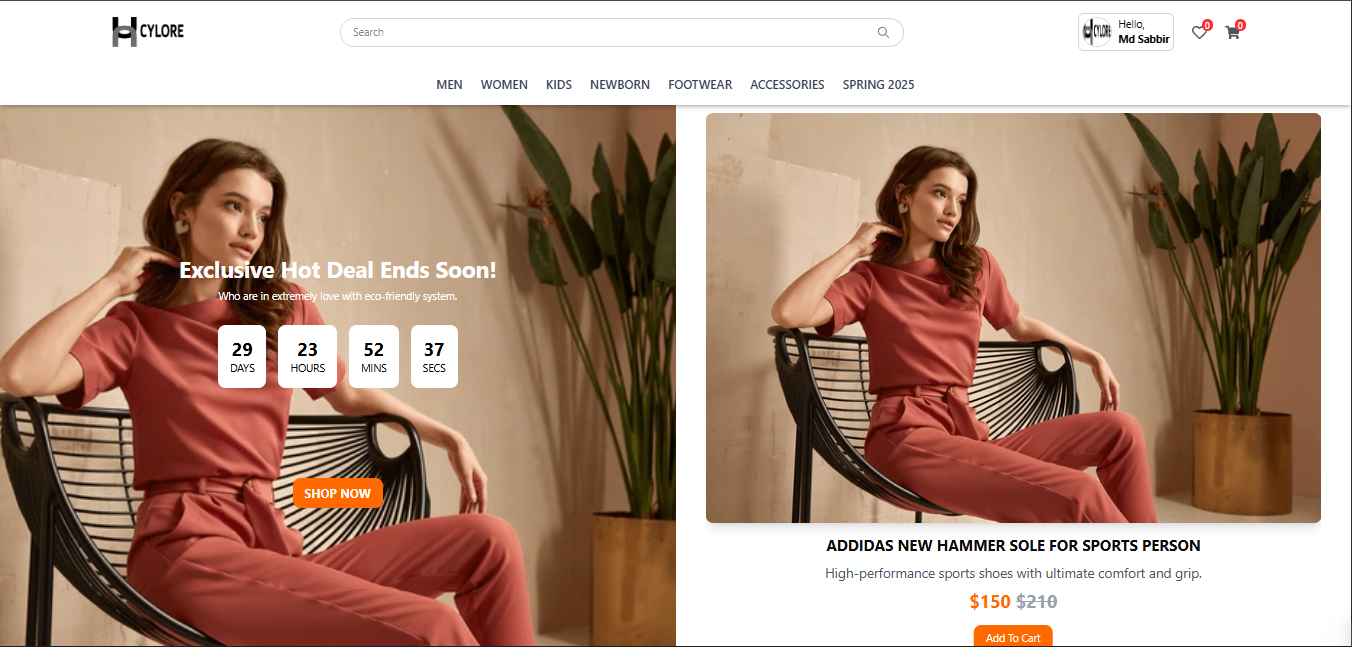 H CYLORE
Search
CYLORE
Hello,
Md Sabbir
0
0
MEN WOMEN KIDS NEWBORN FOOTWEAR ACCESSORIES SPRING 2025
Exclusive Hot Deal Ends Soon!
Who are in extremely love with eco-friendly system.
29 23 52 37
DAYS HOURS MINS SECS
SHOP NOW
ADDIDAS NEW HAMMER SOLE FOR SPORTS PERSON
High-performance sports shoes with ultimate comfort and grip.
$150 $210
Add To Cart